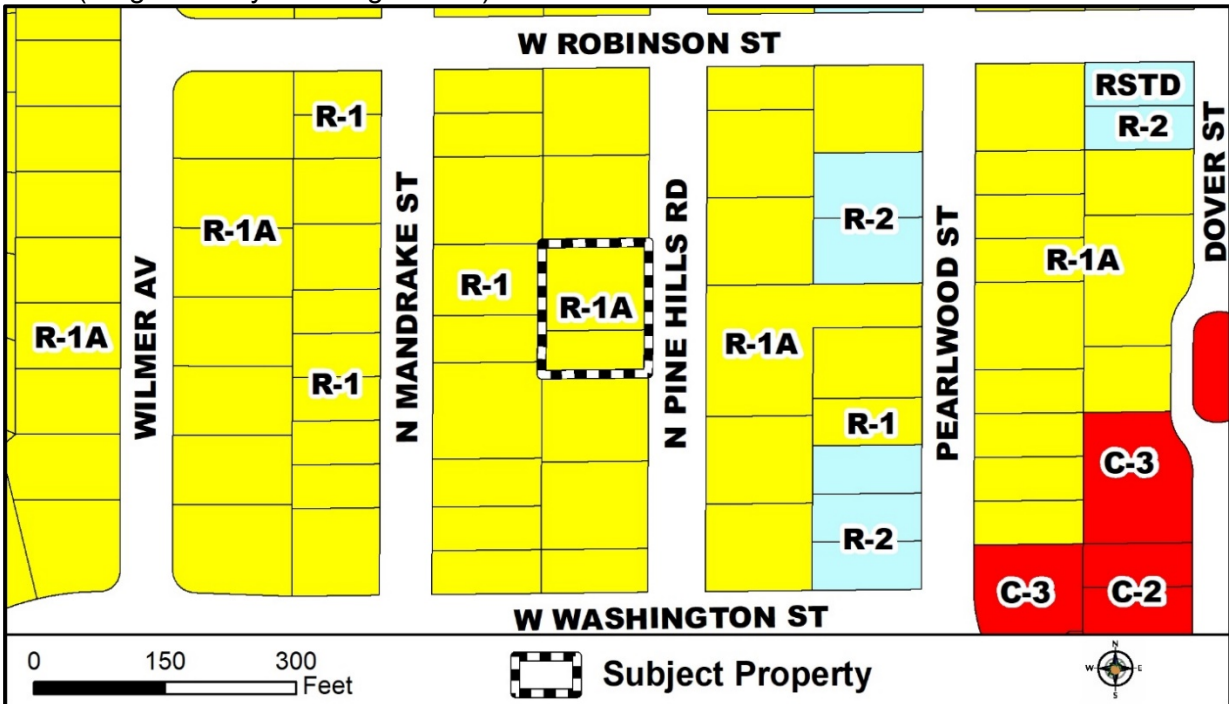 W ROBINSON ST
RSTD
R-2
R-1
R-1A
R-2
R-1
R-1A
R-1A
R-1A
R-1A
R-1
R-1
C-3
R-2
C-3
C-2
WILMER AV
N MANDRAKE ST
N PINE HILLS RD
PEARLWOOD ST
DOVER ST
W WASHINGTON ST
0 150 300
Feet
Subject Property
N
W E
S